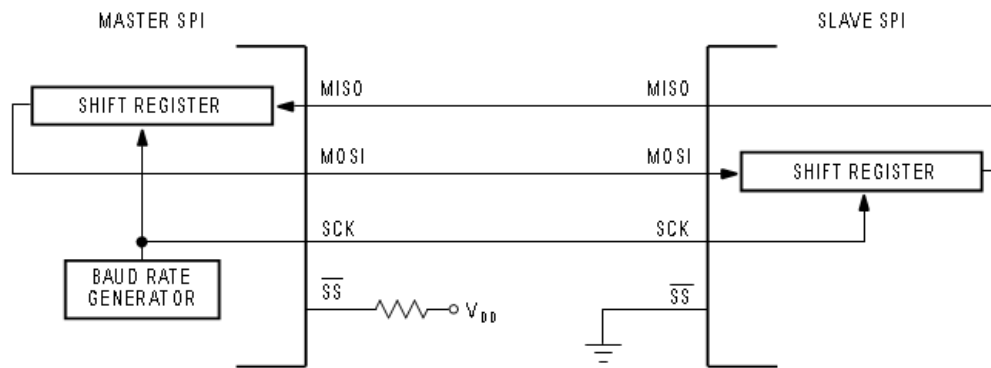 MASTER SPI
SLAVE SPI
SHIFT REGISTER
MISO
MISO
MOSI
MOSI
SHIFT REGISTER
SCK
SCK
BAUD RATE
GENERATOR
SS
V_DD
SS